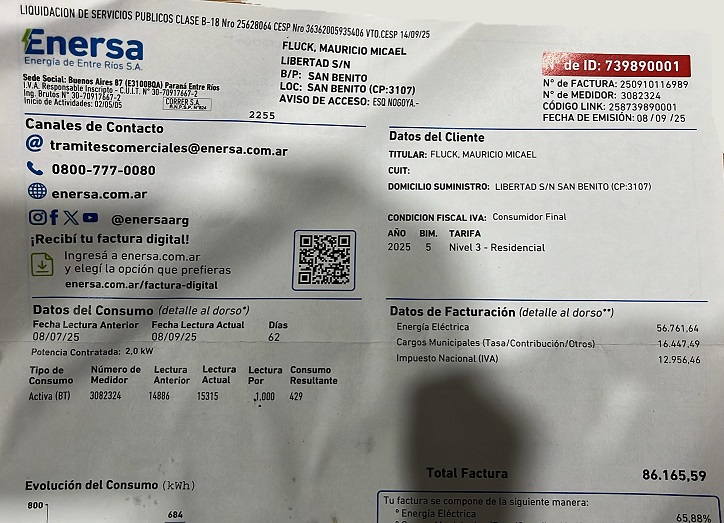 LIQUIDACION DE SERVICIOS PUBLICOS CLASE B-18 Nro 25628064 CESP Nro 36362005935406 VTO.CESP 14/09/25
Enersa
Energía de Entre Ríos S.A.
Sede Social: Buenos Aires 87 (E3100BQA) Paraná Entre Ríos
I.V.A. Responsable Inscripto - C.U.I.T. N° 30-70917667-2
Ing. Brutos N° 30-70917667-2
Inicio de Actividades: 02/05/05
CORRER S.A.
R.N.P.S.P. N°824
FLUCK, MAURICIO MICAEL
LIBERTAD S/N
B/P: SAN BENITO
LOC: SAN BENITO (CP:3107)
AVISO DE ACCESO: ESQ NOGOYA.-
2255
N° de ID: 739890001
N° de FACTURA: 250910116989
N° de MEDIDOR: 3082324
CÓDIGO LINK: 258739890001
FECHA DE EMISIÓN: 08/09/25
Canales de Contacto
@ tramitescomerciales@enersa.com.ar
0800-777-0080
enersa.com.ar
@enersaarg
¡Recibí tu factura digital!
Ingresá a enersa.com.ar
y elegí la opción que prefieras
enersa.com.ar/factura-digital
Datos del Cliente
TITULAR: FLUCK, MAURICIO MICAEL
CUIT:
DOMICILIO SUMINISTRO: LIBERTAD S/N SAN BENITO (CP:3107)
CONDICION FISCAL IVA: Consumidor Final
AÑO BIM. TARIFA
2025 5 Nivel 3 - Residencial
Datos del Consumo (detalle al dorso*)
Fecha Lectura Anterior Fecha Lectura Actual Días
08/07/25 08/09/25 62
Potencia Contratada: 2,0 kW
Tipo de Consumo Número de Medidor Lectura Anterior Lectura Actual Lectura Por Consumo Resultante
Activa (BT) 3082324 14886 15315 1,000 429
Datos de Facturación (detalle al dorso**)
Energía Eléctrica 56.761,64
Cargos Municipales (Tasa/Contribución/Otros) 16.447,49
Impuesto Nacional (IVA) 12.956,46
Total Factura 86.165,59
Evolución del Consumo (kWh)
800
684
Tu factura se compone de la siguiente manera:
° Energía Eléctrica 65,88%